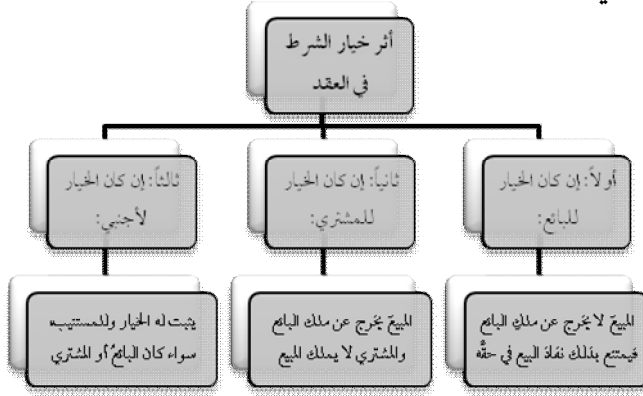 أثر خيار الشرط
في العقد
أولاً: إن كان الخيار
للبائع:
ثانياً: إن كان الخيار
للمشتري:
ثالثاً: إن كان الخيار
لأجنبي:
المبيعَ لا يخرج عن ملكِ البائع
فيمتنع بذلك نفاذ البيع في حقِّه
المبيعَ يخرج عن ملك البائع
والمشتري لا يملك المبيع
يثبت له الخيار وللمستنيب،
سواء كان البائعُ أو المشتري